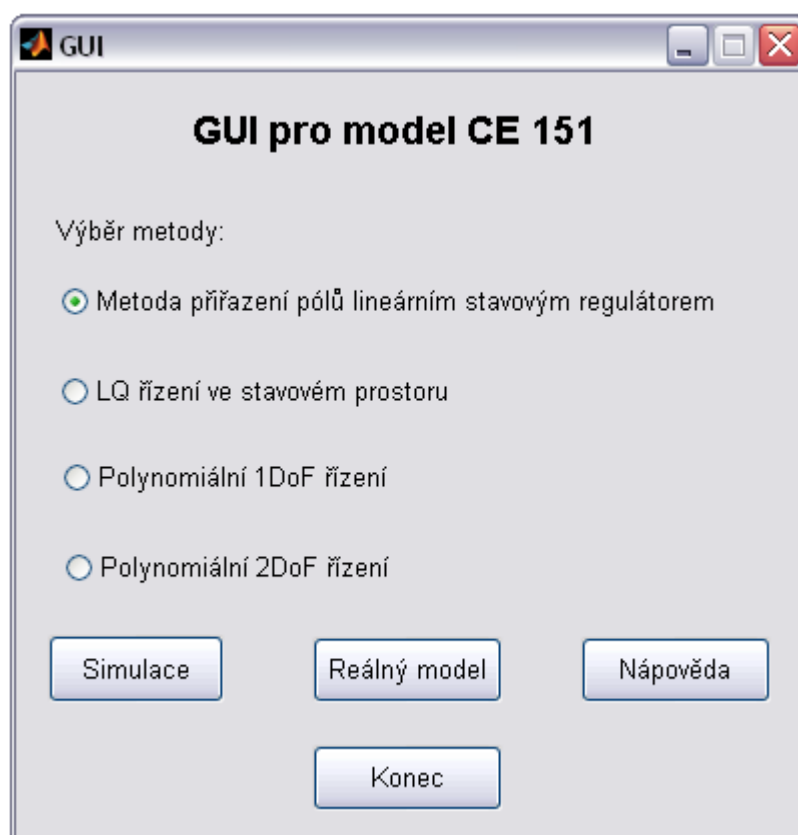 GUI
GUI pro model CE 151
Výběr metody:
Metoda přiřazení pólů lineárním stavovým regulátorem
LQ řízení ve stavovém prostoru
Polynomiální 1DoF řízení
Polynomiální 2DoF řízení
Simulace Reálný model Nápověda
Konec